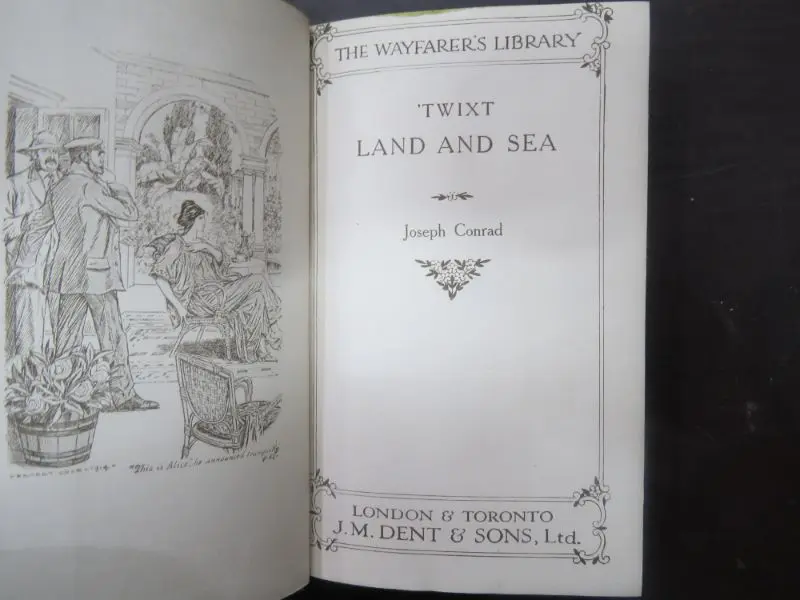 "This is Alice," he announced tranquilly
THE WAYFARER'S LIBRARY
'TWIXT
LAND AND SEA
Joseph Conrad
LONDON & TORONTO
J. M. DENT & SONS, Ltd.